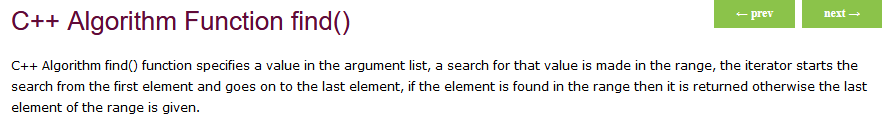 C++ Algorithm Function find()
← prev
next →
C++ Algorithm find() function specifies a value in the argument list, a search for that value is made in the range, the iterator starts the
search from the first element and goes on to the last element, if the element is found in the range then it is returned otherwise the last
element of the range is given.